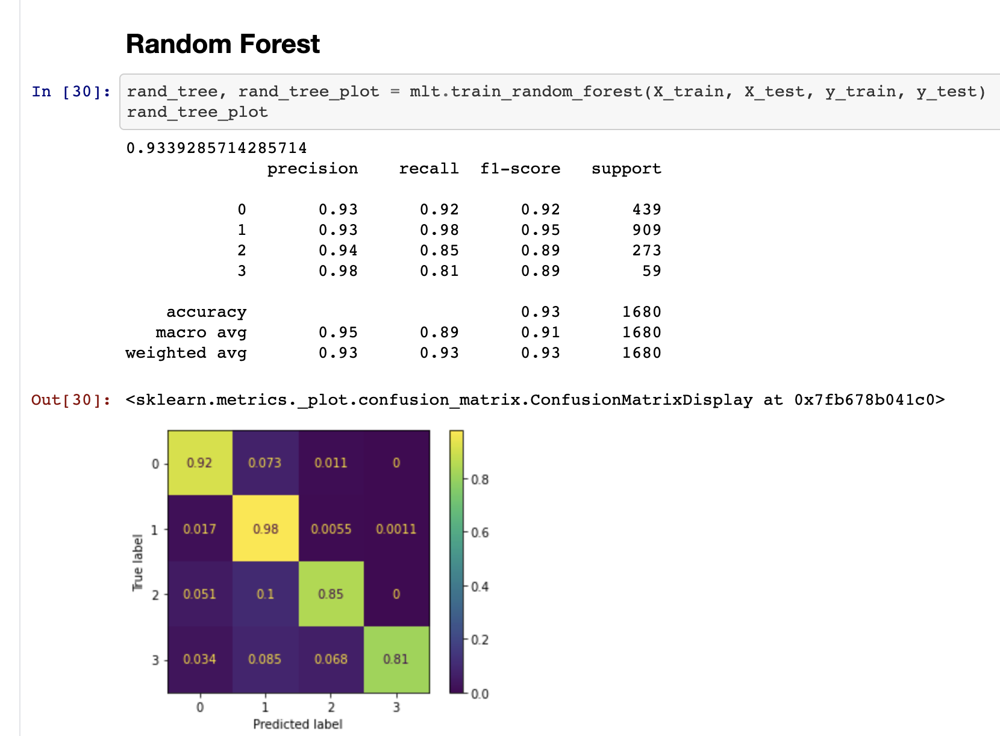 Random Forest
In [30]: rand_tree, rand_tree_plot = mlt.train_random_forest(X_train, X_test, y_train, y_test)
rand_tree_plot
0.9339285714285714
precision recall f1-score support
0 0.93 0.92 0.92 439
1 0.93 0.98 0.95 909
2 0.94 0.85 0.89 273
3 0.98 0.81 0.89 59
accuracy 0.93 1680
macro avg 0.95 0.89 0.91 1680
weighted avg 0.93 0.93 0.93 1680
Out[30]: <sklearn.metrics._plot.confusion_matrix.ConfusionMatrixDisplay at 0x7fb678b041c0>
0 0.92 0.073 0.011 0
1 0.017 0.98 0.0055 0.0011
2 0.051 0.1 0.85 0
3 0.034 0.085 0.068 0.81
0 1 2 3
Predicted label
True label
0.8
0.6
0.4
0.2
0.0